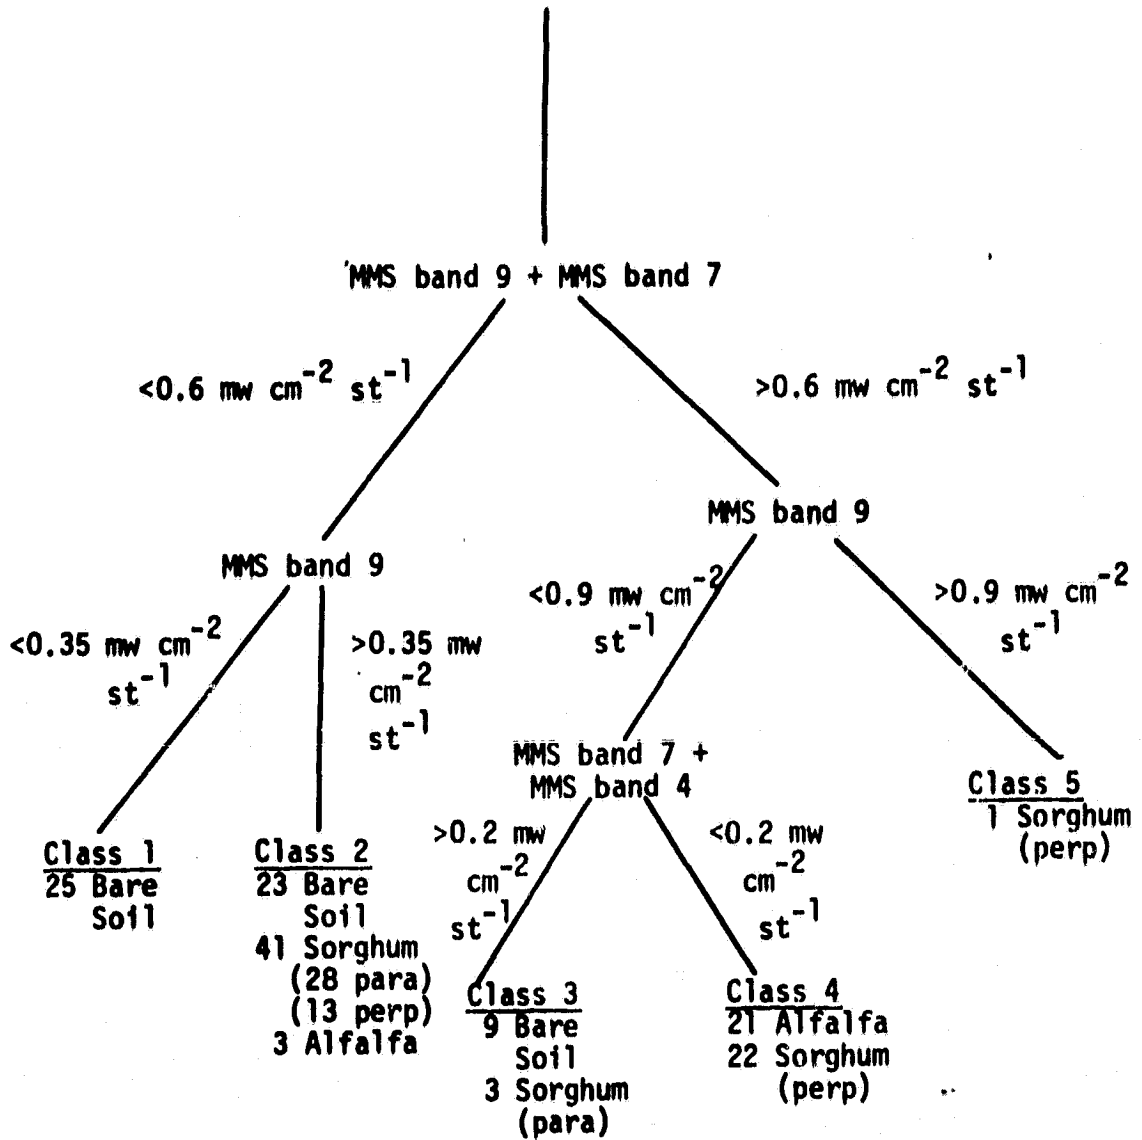 MMS band 9 + MMS band 7
<0.6 mw cm-2 st-1
>0.6 mw cm-2 st-1
MMS band 9
MMS band 9
<0.35 mw cm-2
st-1
>0.35 mw
cm-2
st-1
<0.9 mw cm-2
st-1
>0.9 mw cm-2
st-1
MMS band 7 +
MMS band 4
>0.2 mw
cm-2
st-1
<0.2 mw
cm-2
st-1
Class 1
25 Bare
Soil
Class 2
23 Bare
Soil
41 Sorghum
(28 para)
(13 perp)
3 Alfalfa
Class 3
9 Bare
Soil
3 Sorghum
(para)
Class 4
21 Alfalfa
22 Sorghum
(perp)
Class 5
1 Sorghum
(perp)